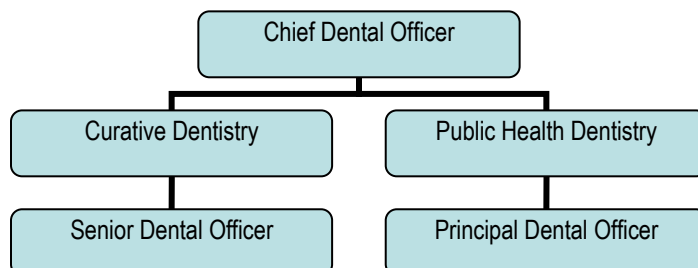 Chief Dental Officer
Curative Dentistry
Public Health Dentistry
Senior Dental Officer
Principal Dental Officer